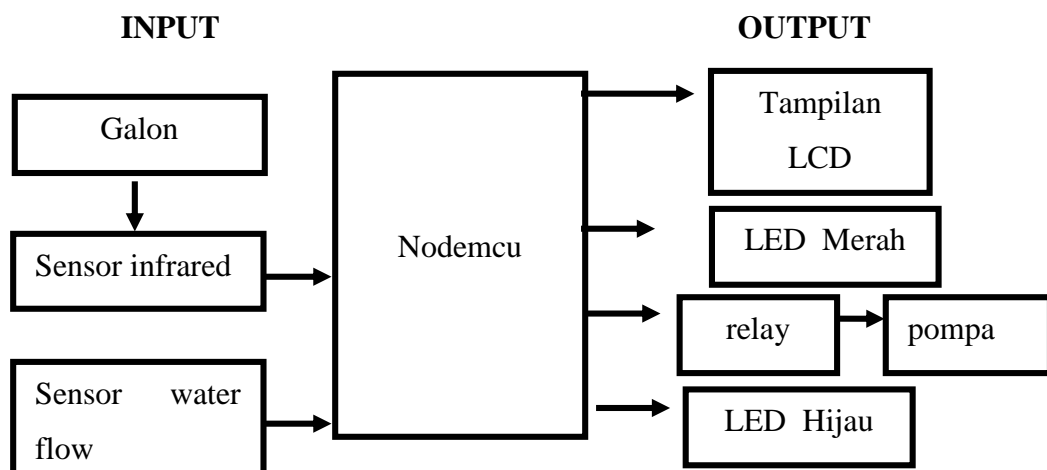 INPUT
OUTPUT
Galon
Sensor infrared
Sensor water
flow
Nodemcu
Tampilan
LCD
LED Merah
relay
pompa
LED Hijau